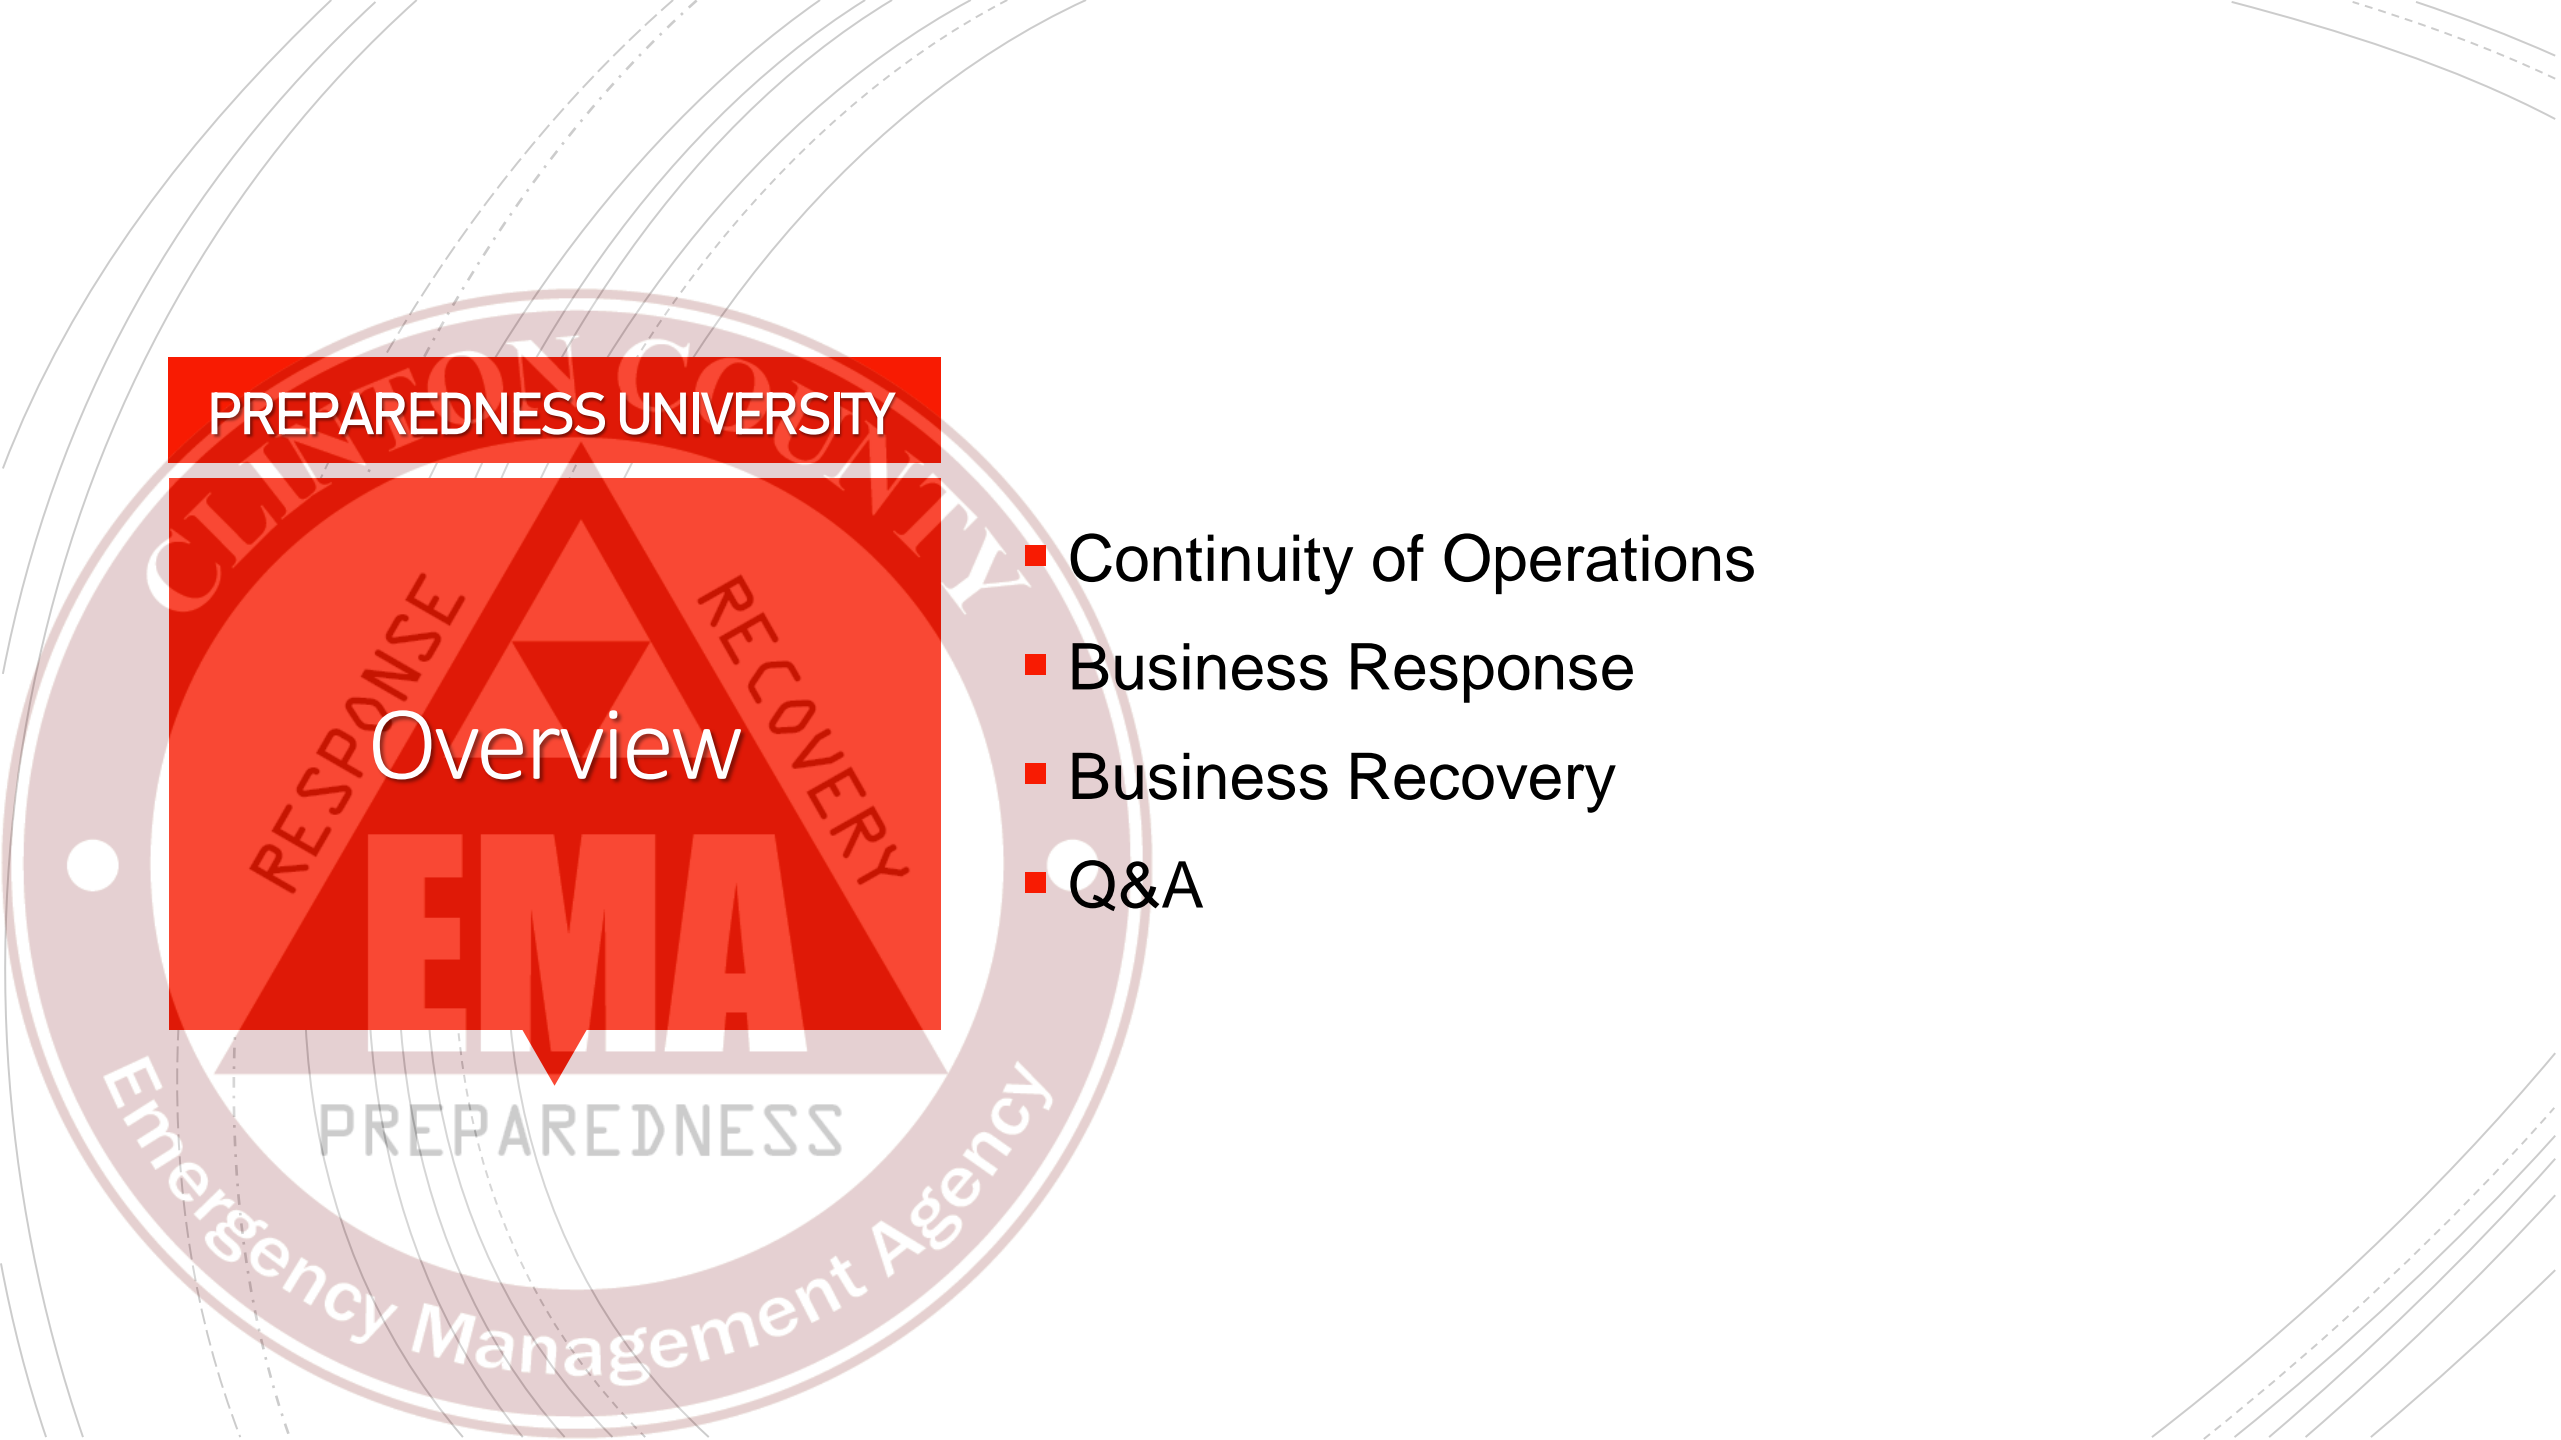 PREPAREDNESS UNIVERSITY
Overview
CLINTON COUNTY
RESPONSE
RECOVERY
EMA
PREPAREDNESS
Emergency Management Agency
Continuity of Operations
Business Response
Business Recovery
Q&A